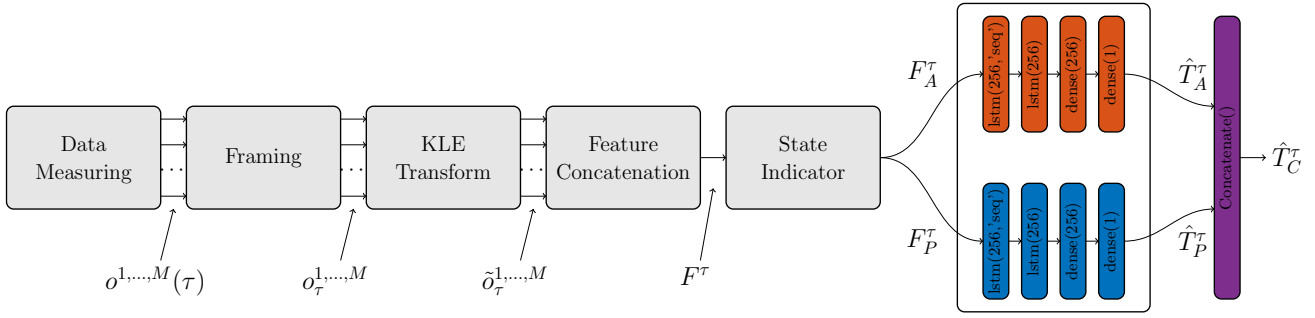 Data
Measuring
Framing
KLE
Transform
Feature
Concatenation
State
Indicator
· · ·
· · ·
· · ·
o^{1,...,M}(τ)
o_τ^{1,...,M}
õ_τ^{1,...,M}
F^τ
F_A^τ
F_P^τ
lstm(256,'seq')
lstm(256)
dense(256)
dense(1)
lstm(256,'seq')
lstm(256)
dense(256)
dense(1)
T̂_A^τ
T̂_P^τ
Concatenate()
T̂_C^τ